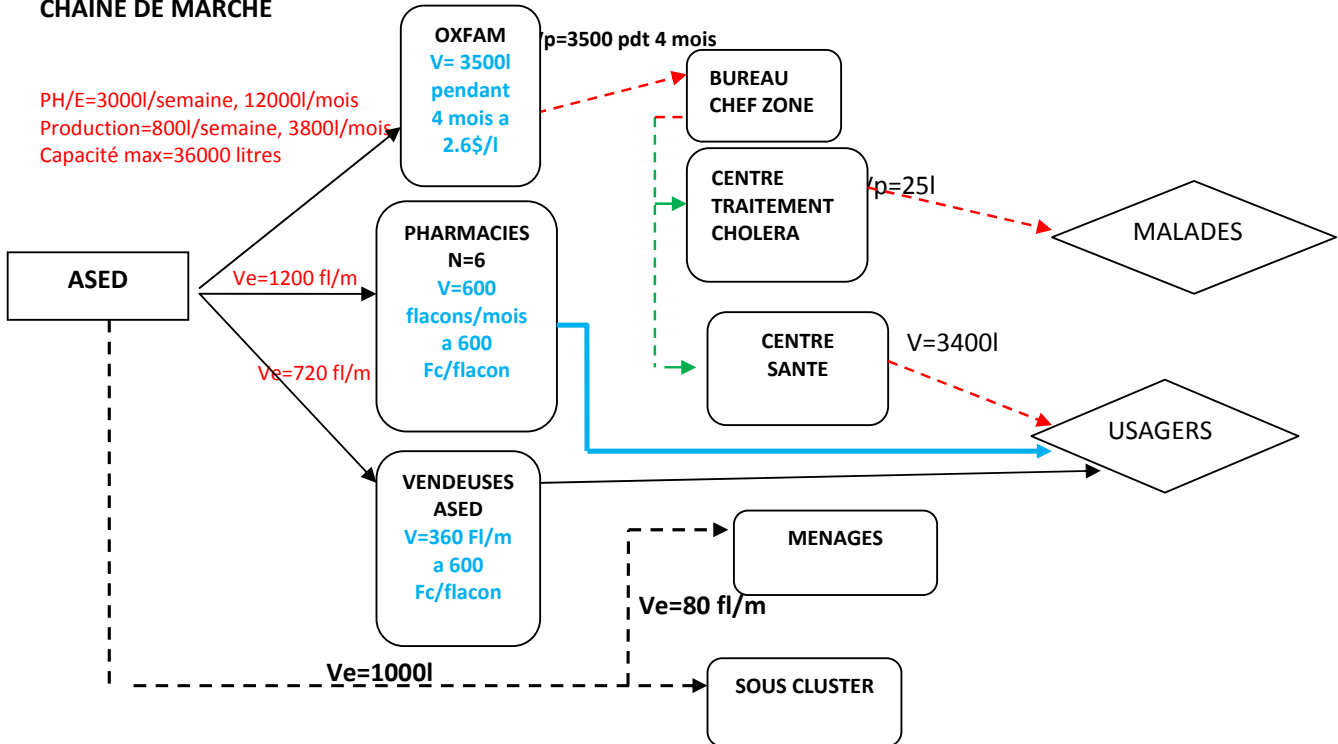 CHAINE DE MARCHE
PH/E=3000l/semaine, 12000l/mois
Production=800l/semaine, 3800l/mois
Capacité max=36000 litres
OXFAM
V= 3500l
pendant
4 mois a
2.6$/l
/p=3500 pdt 4 mois
BUREAU
CHEF ZONE
CENTRE
TRAITEMENT
CHOLERA
/p=25l
MALADES
ASED
Ve=1200 fl/m
PHARMACIES
N=6
V=600
flacons/mois
a 600
Fc/flacon
CENTRE
SANTE
V=3400l
Ve=720 fl/m
USAGERS
VENDEUSES
ASED
V=360 Fl/m
a 600
Fc/flacon
MENAGES
Ve=80 fl/m
Ve=1000l
SOUS CLUSTER